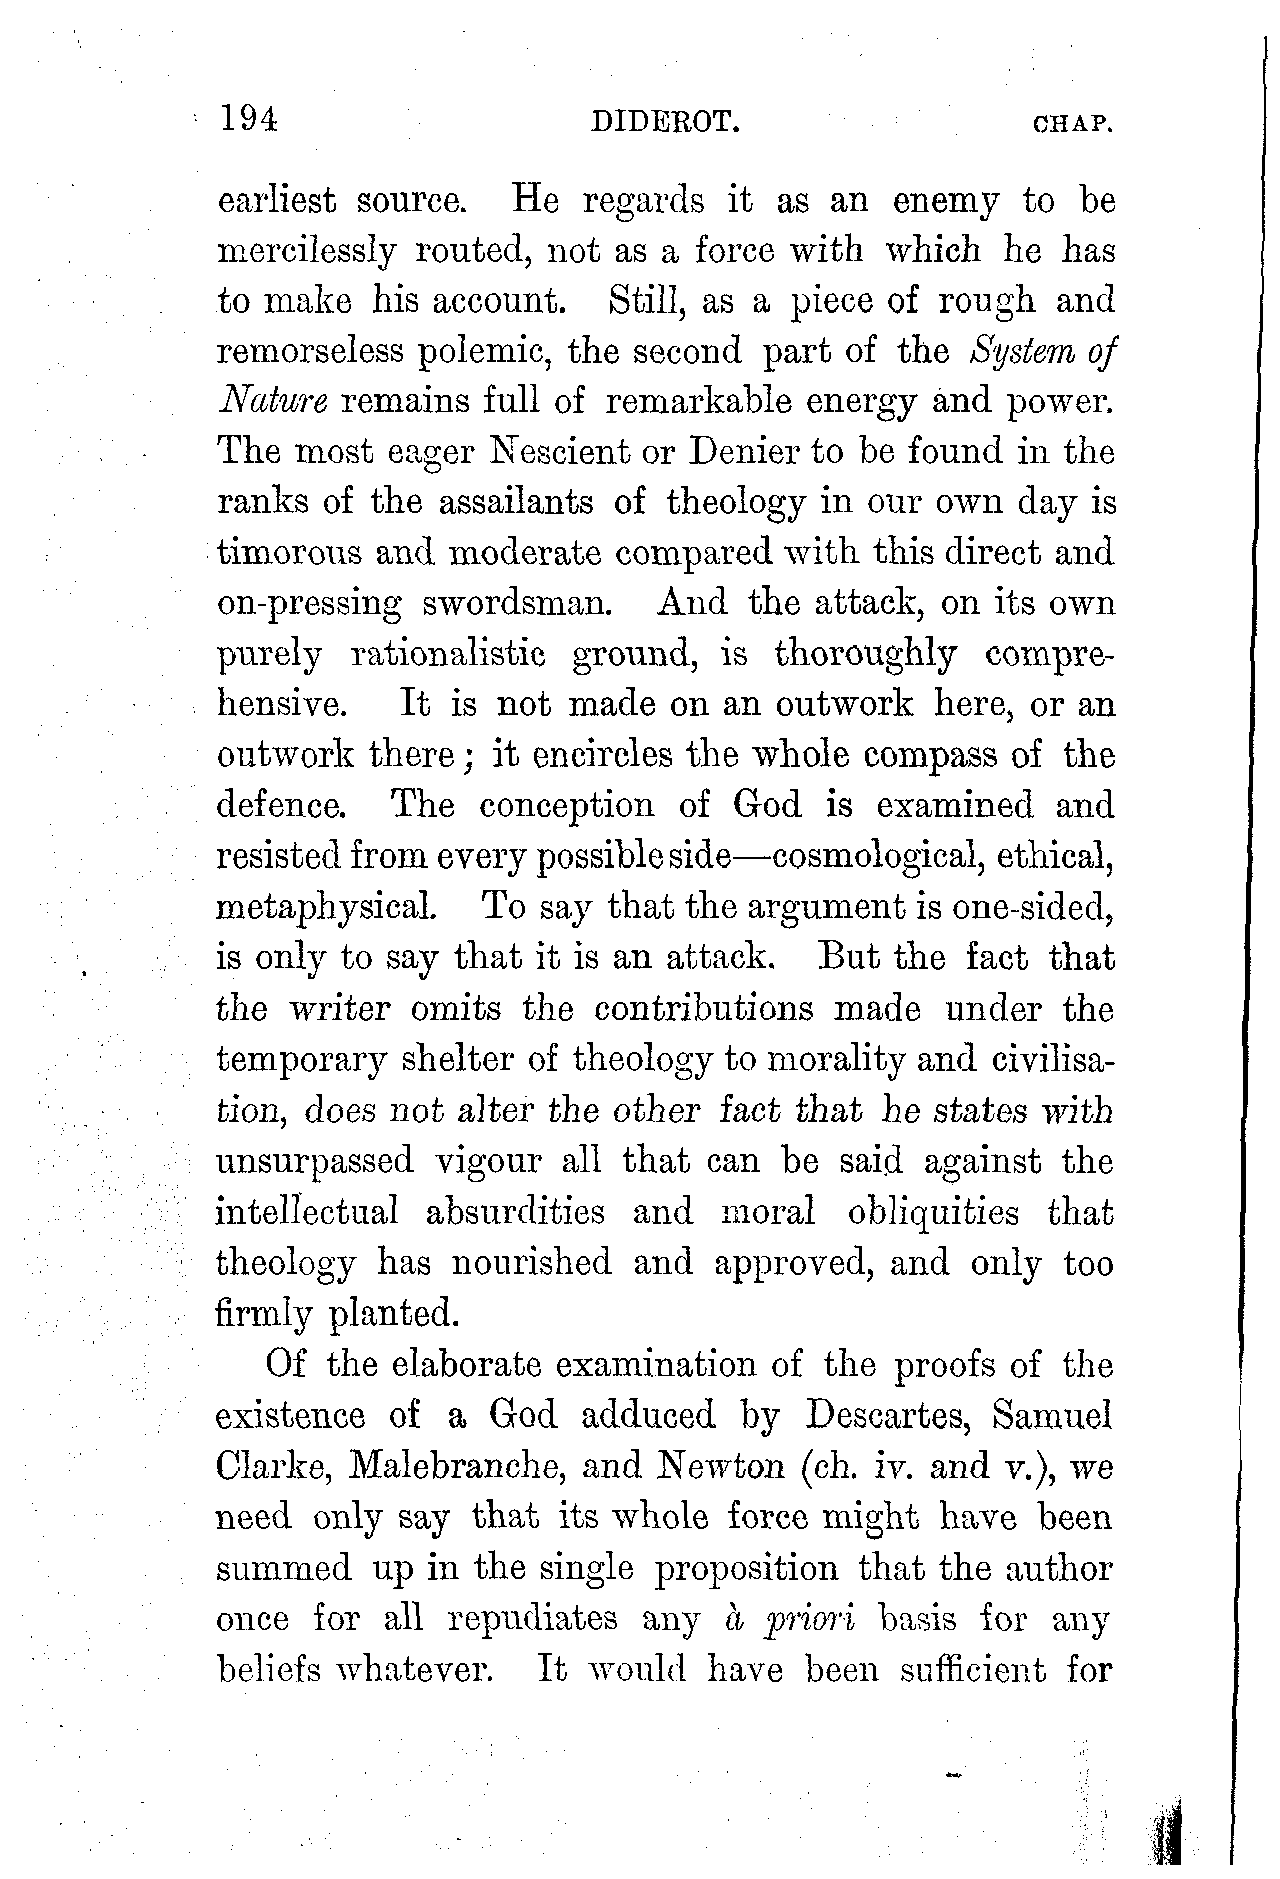 194 DIDEROT. CHAP.
earliest source. He regards it as an enemy to be
mercilessly routed, not as a force with which he has
to make his account. Still, as a piece of rough and
remorseless polemic, the second part of the System of
Nature remains full of remarkable energy and power.
The most eager Nescient or Denier to be found in the
ranks of the assailants of theology in our own day is
timorous and moderate compared with this direct and
on-pressing swordsman. And the attack, on its own
purely rationalistic ground, is thoroughly compre-
hensive. It is not made on an outwork here, or an
outwork there; it encircles the whole compass of the
defence. The conception of God is examined and
resisted from every possible side—cosmological, ethical,
metaphysical. To say that the argument is one-sided,
is only to say that it is an attack. But the fact that
the writer omits the contributions made under the
temporary shelter of theology to morality and civilisa-
tion, does not alter the other fact that he states with
unsurpassed vigour all that can be said against the
intellectual absurdities and moral obliquities that
theology has nourished and approved, and only too
firmly planted.
Of the elaborate examination of the proofs of the
existence of a God adduced by Descartes, Samuel
Clarke, Malebranche, and Newton (ch. iv. and v.), we
need only say that its whole force might have been
summed up in the single proposition that the author
once for all repudiates any à priori basis for any
beliefs whatever. It would have been sufficient for